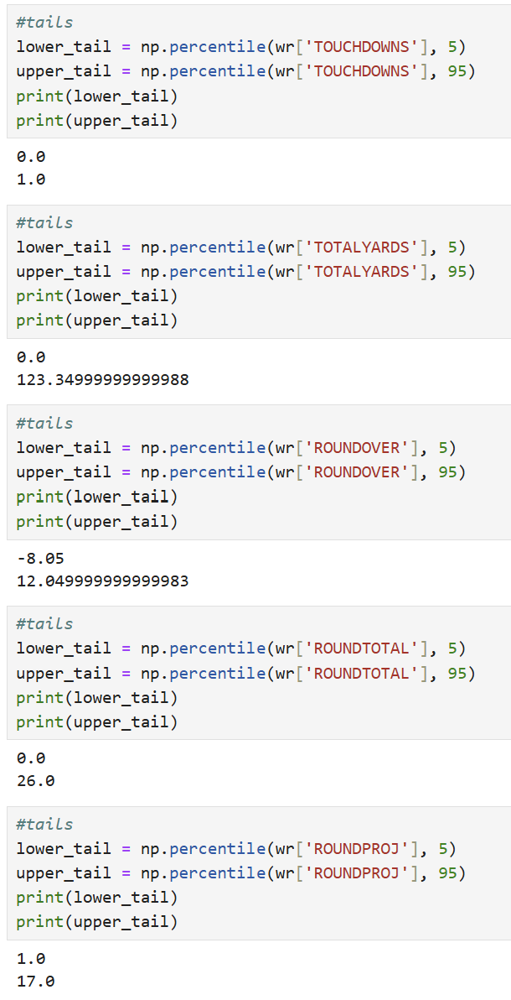 #tails
lower_tail = np.percentile(wr['TOUCHDOWNS'], 5)
upper_tail = np.percentile(wr['TOUCHDOWNS'], 95)
print(lower_tail)
print(upper_tail)
0.0
1.0
#tails
lower_tail = np.percentile(wr['TOTALYARDS'], 5)
upper_tail = np.percentile(wr['TOTALYARDS'], 95)
print(lower_tail)
print(upper_tail)
0.0
123.34999999999988
#tails
lower_tail = np.percentile(wr['ROUNDOVER'], 5)
upper_tail = np.percentile(wr['ROUNDOVER'], 95)
print(lower_tail)
print(upper_tail)
-8.05
12.049999999999983
#tails
lower_tail = np.percentile(wr['ROUNDTOTAL'], 5)
upper_tail = np.percentile(wr['ROUNDTOTAL'], 95)
print(lower_tail)
print(upper_tail)
0.0
26.0
#tails
lower_tail = np.percentile(wr['ROUNDPROJ'], 5)
upper_tail = np.percentile(wr['ROUNDPROJ'], 95)
print(lower_tail)
print(upper_tail)
1.0
17.0